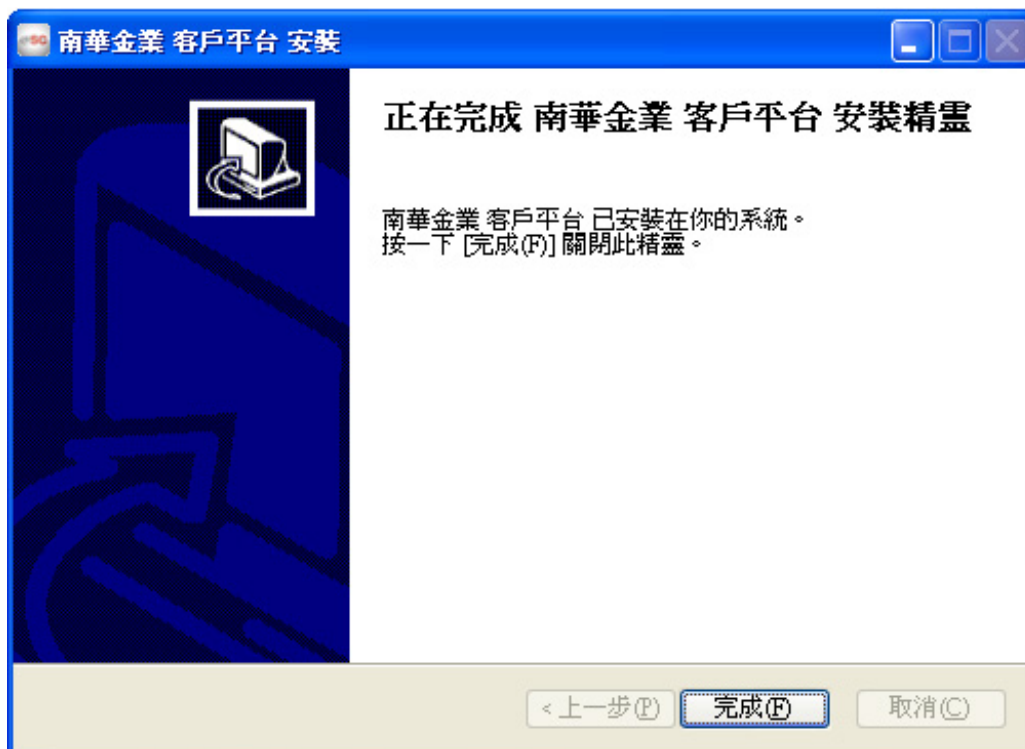 SG 南華金業 客戶平台 安裝
正在完成 南華金業 客戶平台 安裝精靈
南華金業 客戶平台 已安裝在你的系統。
按一下 [完成(F)] 關閉此精靈。
<上一步(P) 完成(F) 取消(C)